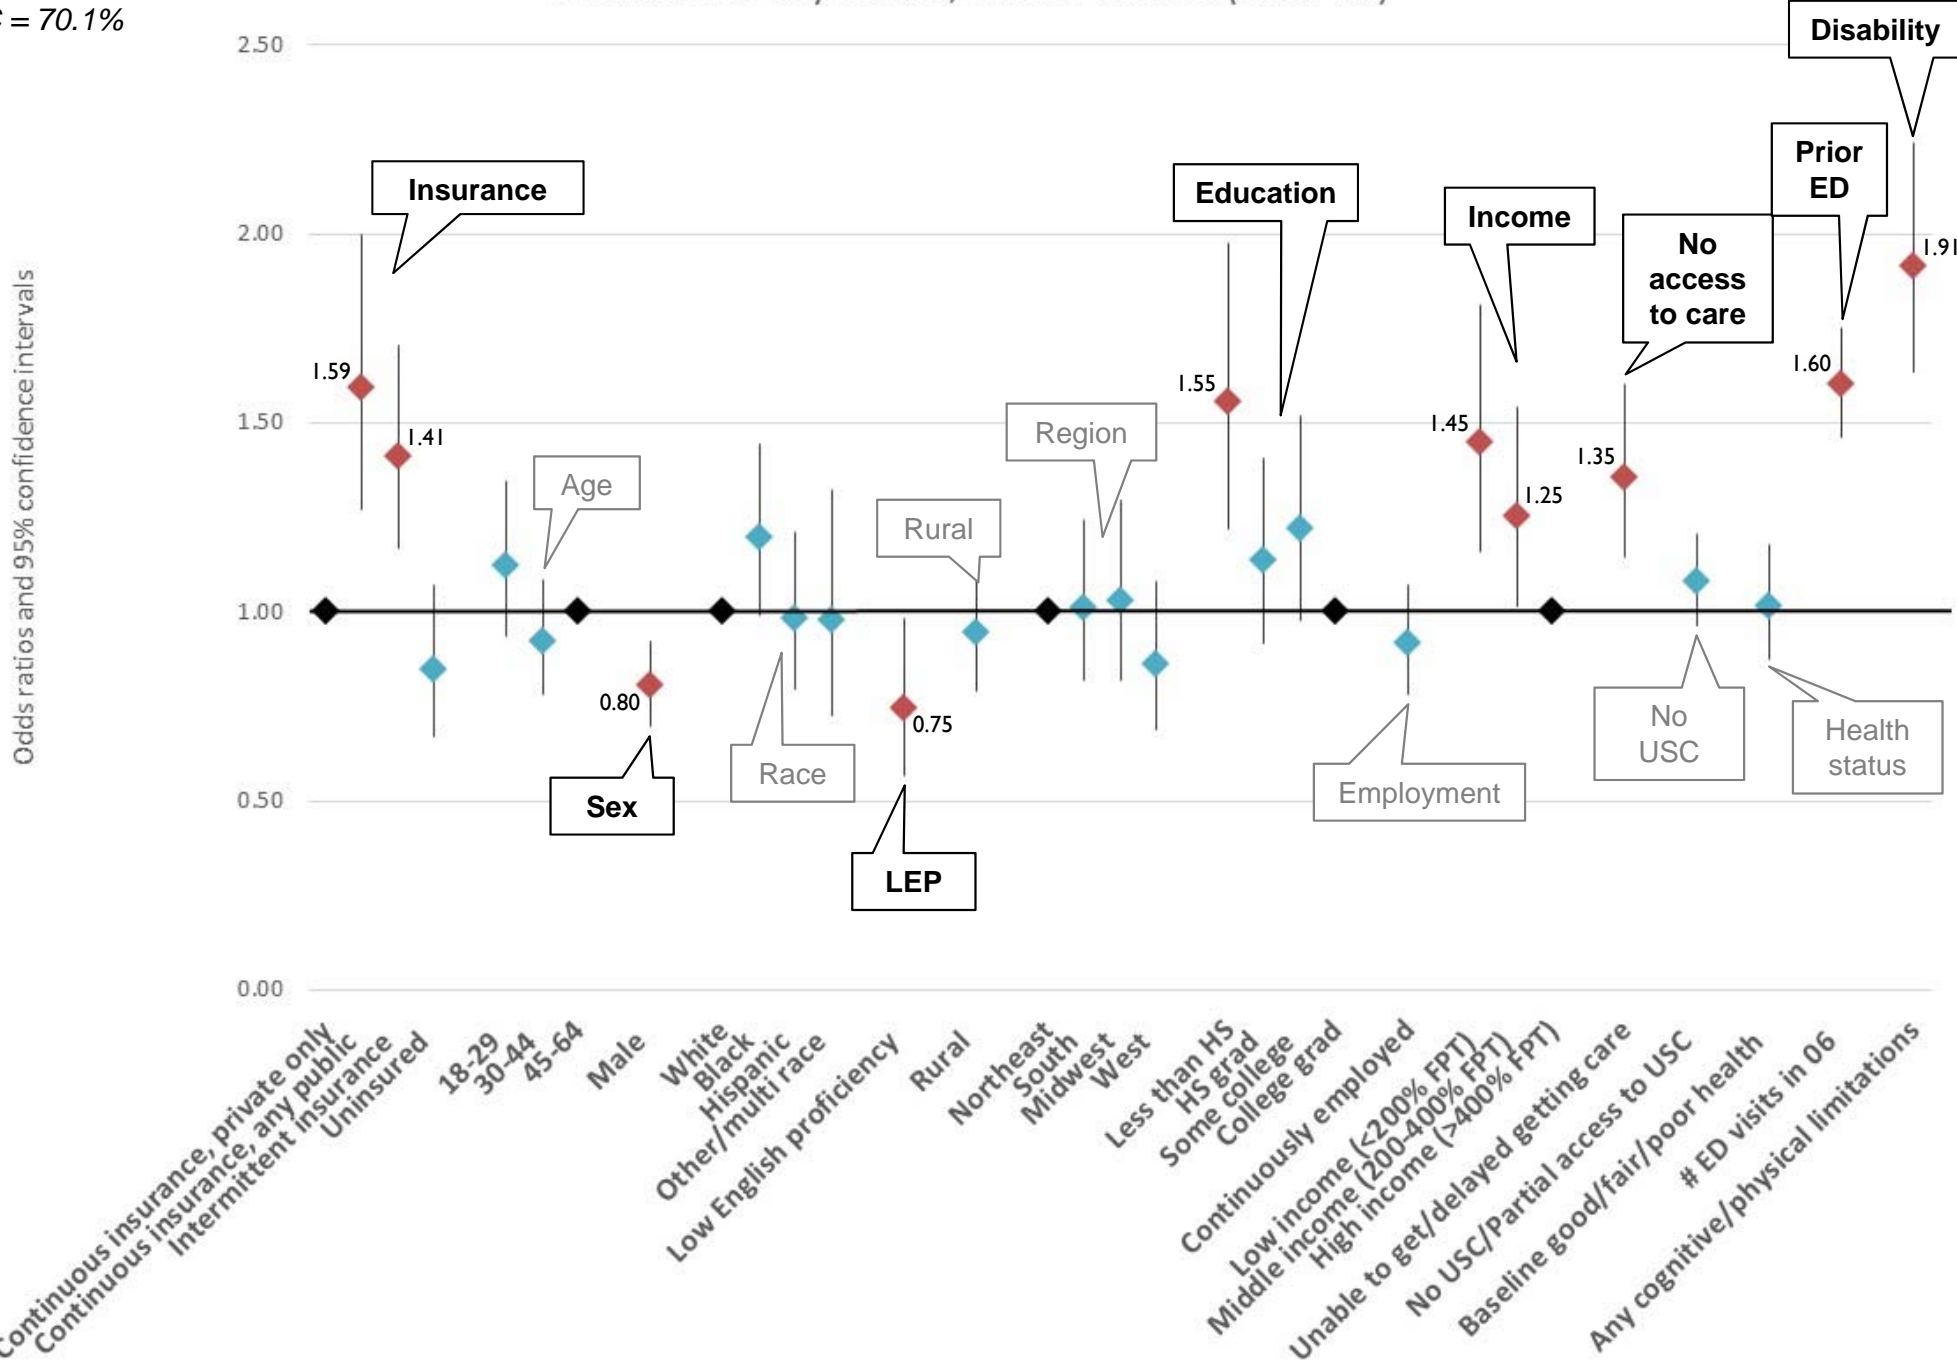 = 70.1%
Disability
2.50
Prior
ED
Insurance
Education
Income
No
access
to care
2.00
1.91
1.59
1.60
1.55
1.41
1.45
1.50
Region
1.35
Age
1.25
Rural
1.00
0.80
0.75
No
USC
Health
status
Race
Employment
Sex
0.50
LEP
0.00
Odds ratios and 95% confidence intervals
Continuous insurance, private only
Continuous insurance, any public
Intermittent insurance
Uninsured
18-29
30-44
45-64
Male
White
Black
Hispanic
Other/multi race
Low English proficiency
Rural
Northeast
South
Midwest
West
Less than HS
HS grad
Some college
College grad
Continuously employed
Low income (<200% FPT)
Middle income (200-400% FPT)
High income (>400% FPT)
Unable to get/delayed getting care
No USC/Partial access to USC
Baseline good/fair/poor health
# ED visits in 06
Any cognitive/physical limitations